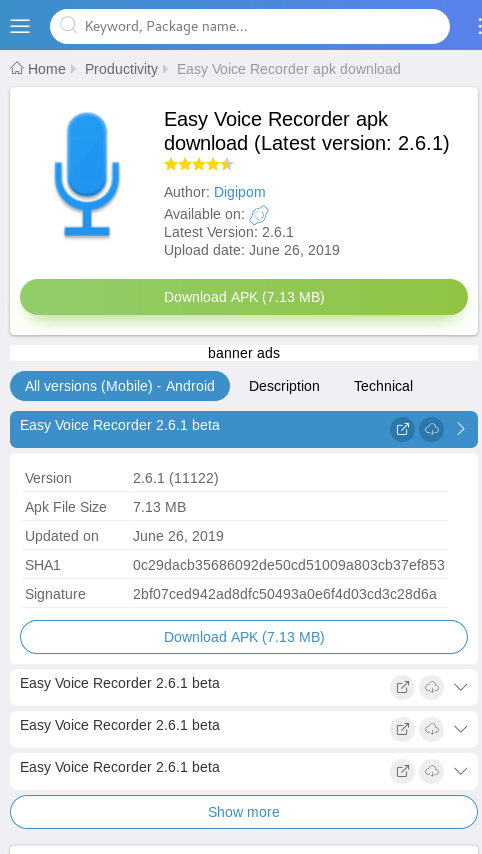 Keyword, Package name...
Home Productivity Easy Voice Recorder apk download
Easy Voice Recorder apk
download (Latest version: 2.6.1)
Author: Digipom
Available on:
Latest Version: 2.6.1
Upload date: June 26, 2019
Download APK (7.13 MB)
banner ads
All versions (Mobile) - Android Description Technical
Easy Voice Recorder 2.6.1 beta
Version 2.6.1 (11122)
Apk File Size 7.13 MB
Updated on June 26, 2019
SHA1 0c29dacb35686092de50cd51009a803cb37ef853
Signature 2bf07ced942ad8dfc50493a0e6f4d03cd3c28d6a
Download APK (7.13 MB)
Easy Voice Recorder 2.6.1 beta
Easy Voice Recorder 2.6.1 beta
Easy Voice Recorder 2.6.1 beta
Show more